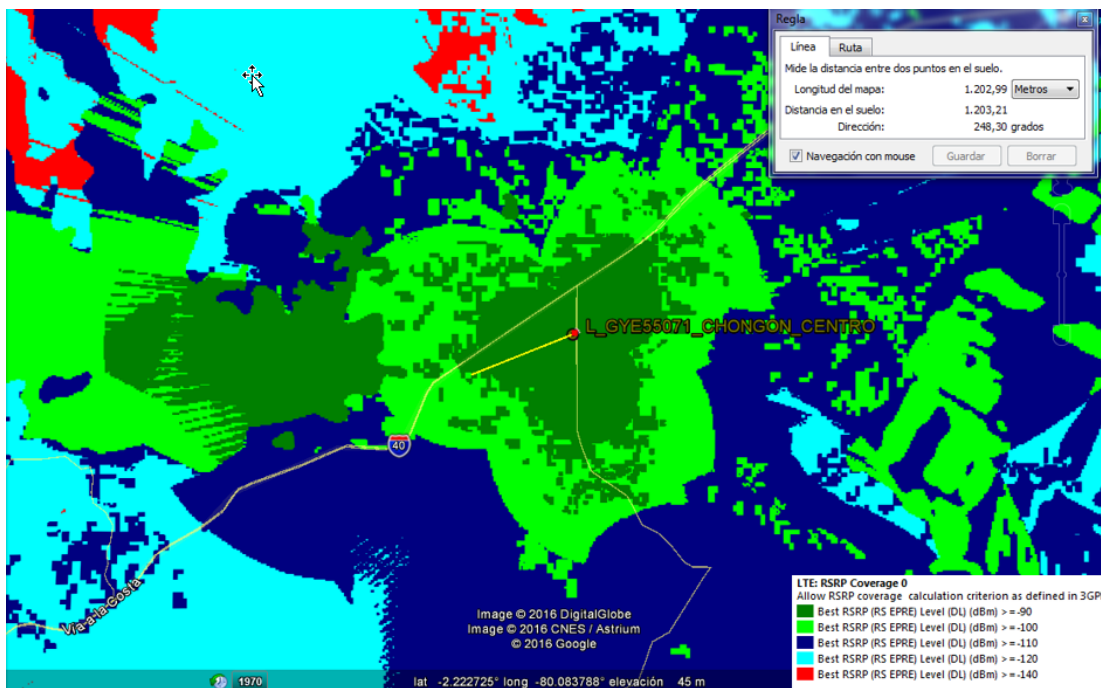 Regla
Línea Ruta
Mide la distancia entre dos puntos en el suelo.
Longitud del mapa: 1.202,99 Metros
Distancia en el suelo: 1.203,21
Dirección: 248,30 grados
Navegación con mouse Guardar Borrar
L_GYE55071_CHONGON_CENTRO
40
Vía-a-la-Costa
Image © 2016 DigitalGlobe
Image © 2016 CNES / Astrium
© 2016 Google
LTE: RSRP Coverage 0
Allow RSRP coverage calculation criterion as defined in 3GP
Best RSRP (RS EPRE) Level (DL) (dBm) >=-90
Best RSRP (RS EPRE) Level (DL) (dBm) >=-100
Best RSRP (RS EPRE) Level (DL) (dBm) >=-110
Best RSRP (RS EPRE) Level (DL) (dBm) >=-120
Best RSRP (RS EPRE) Level (DL) (dBm) >=-140
1970 lat -2.222725° long -80.083788° elevación 45 m